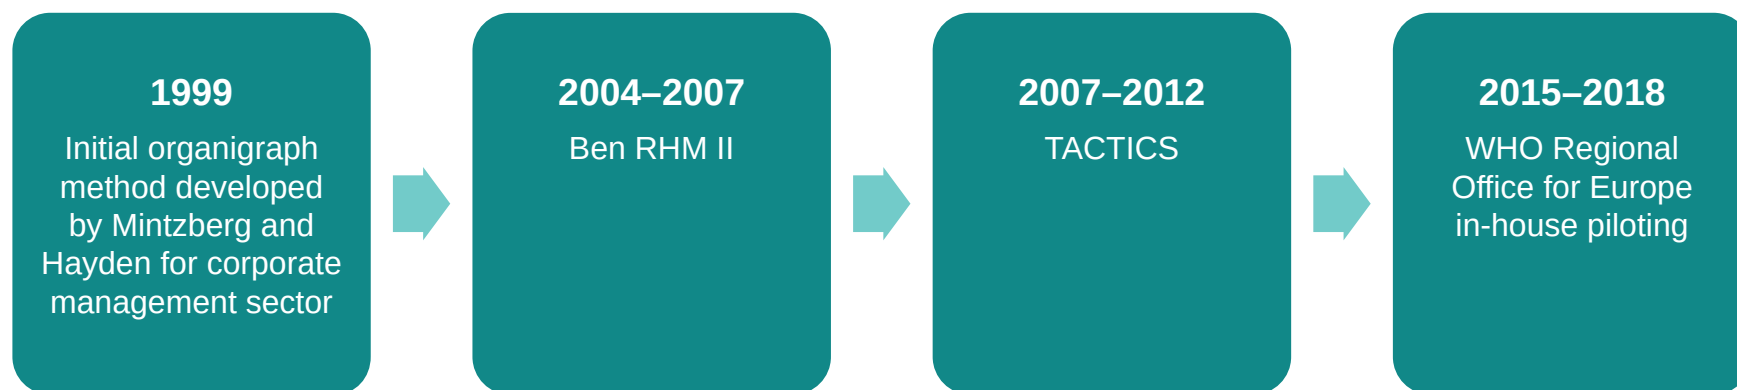 1999
Initial organigraph
method developed
by Mintzberg and
Hayden for corporate
management sector
2004–2007
Ben RHM II
2007–2012
TACTICS
2015–2018
WHO Regional
Office for Europe
in-house piloting